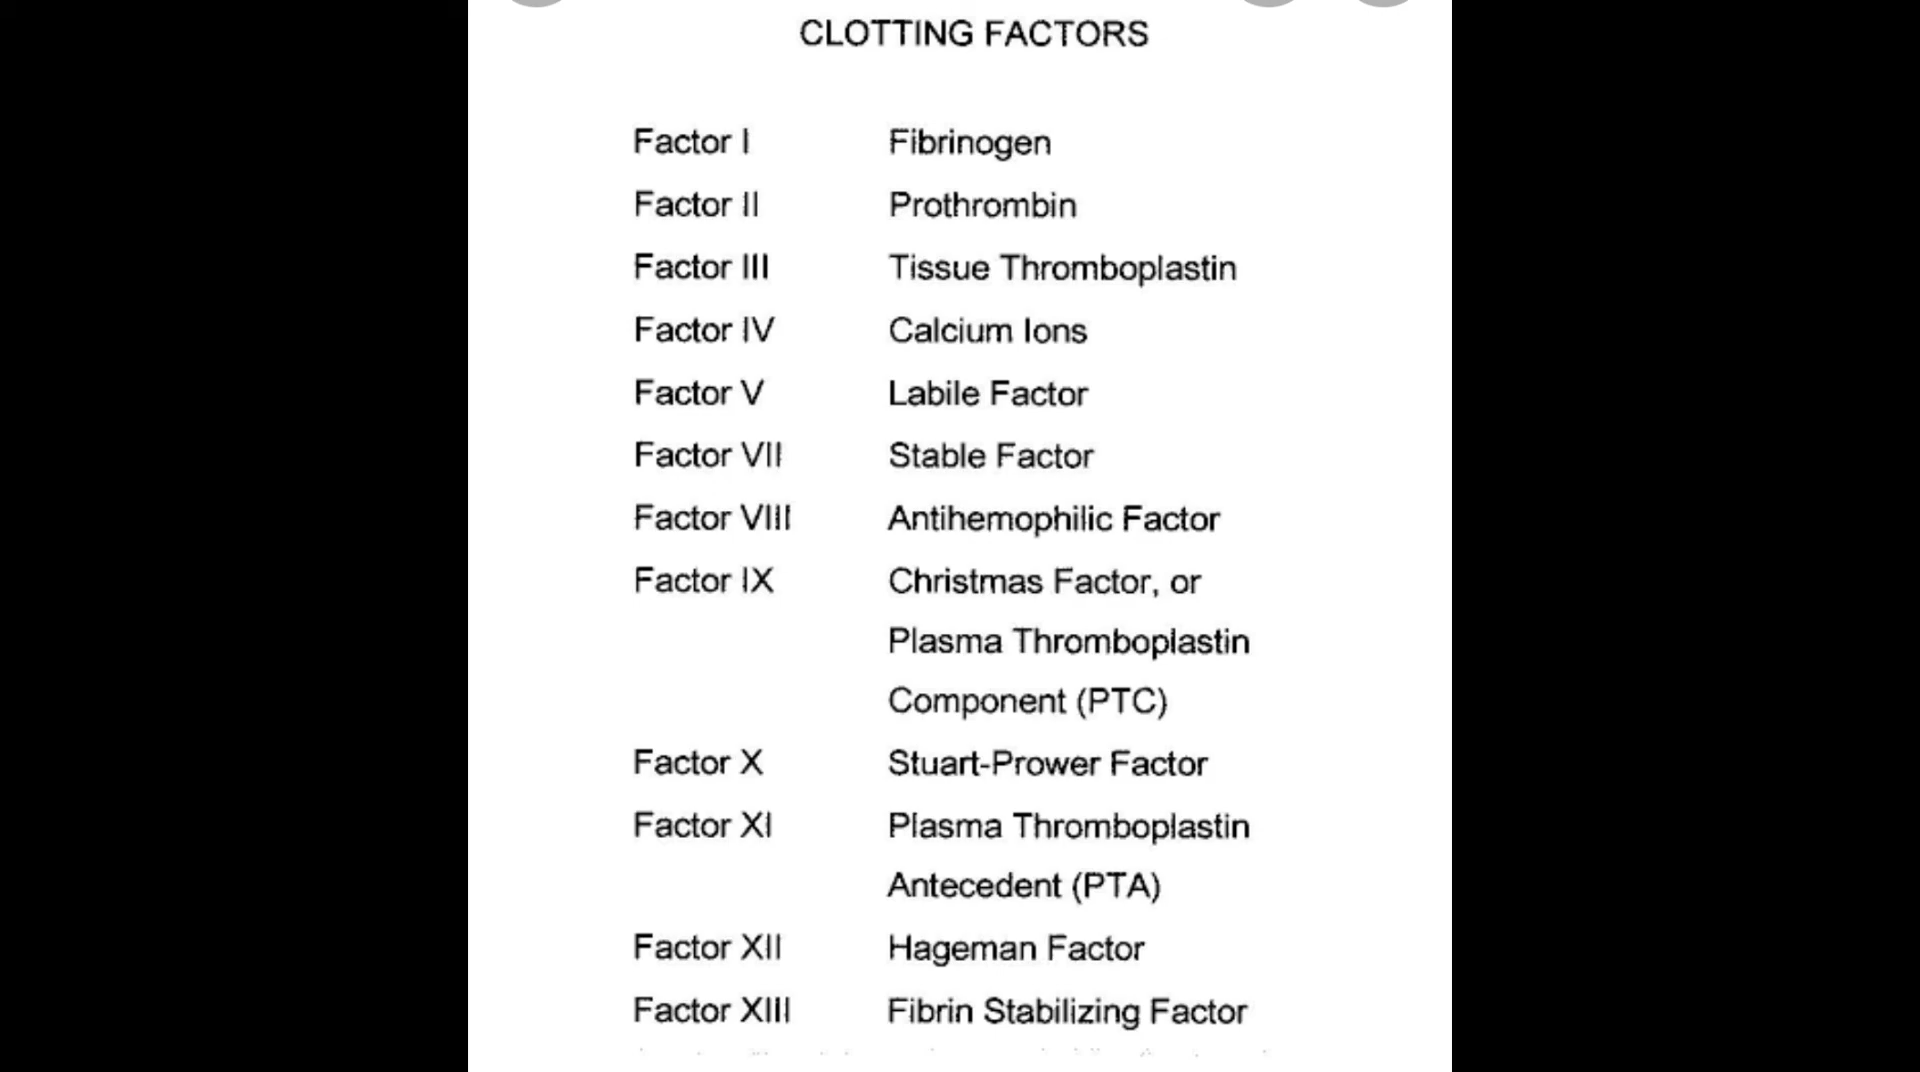 CLOTTING FACTORS
Factor I Fibrinogen
Factor II Prothrombin
Factor III Tissue Thromboplastin
Factor IV Calcium Ions
Factor V Labile Factor
Factor VII Stable Factor
Factor VIII Antihemophilic Factor
Factor IX Christmas Factor, or
Plasma Thromboplastin
Component (PTC)
Factor X Stuart-Prower Factor
Factor XI Plasma Thromboplastin
Antecedent (PTA)
Factor XII Hageman Factor
Factor XIII Fibrin Stabilizing Factor